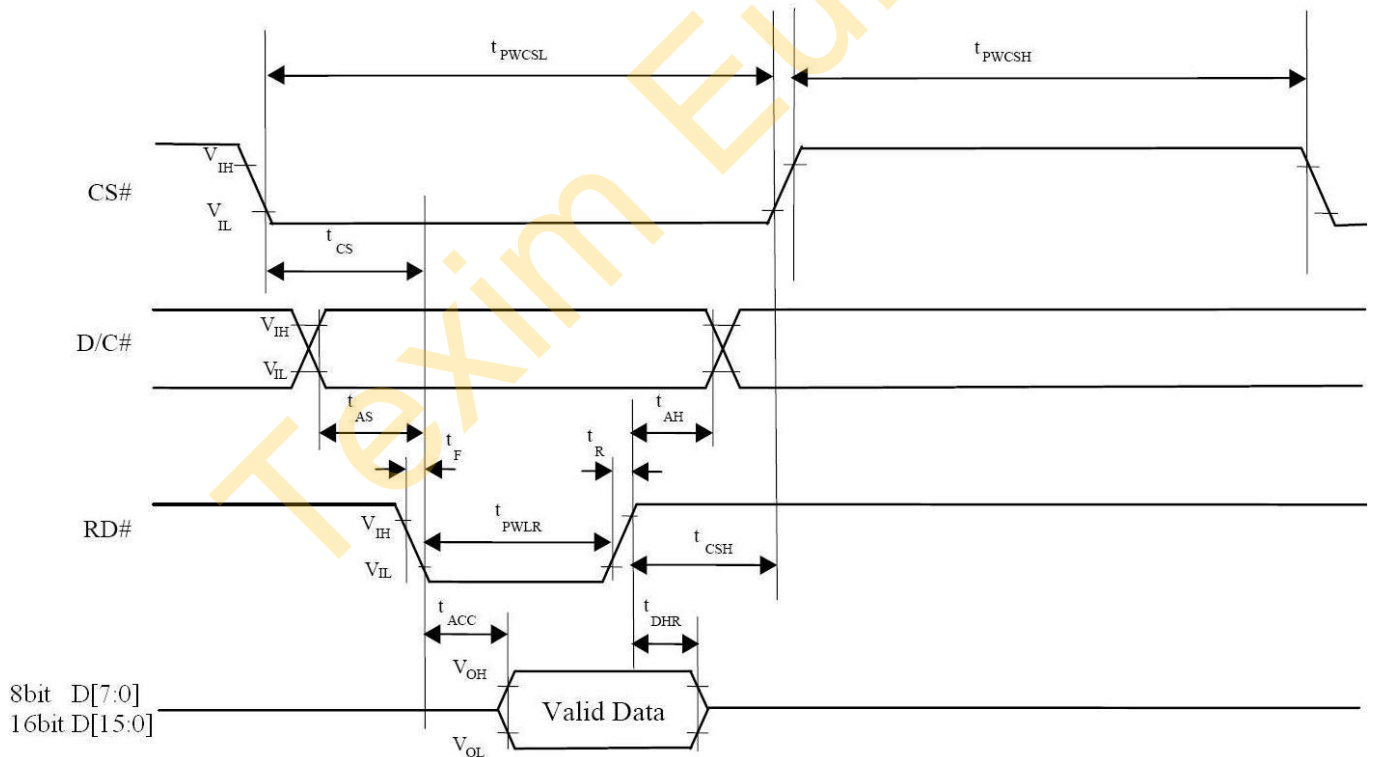 t PWCSL
t PWCSH
CS#
V IH
V IL
t CS
D/C#
V IH
V IL
t AS
t AH
t F
t R
RD#
V IH
V IL
t PWLR
t CSH
t ACC
t DHR
8bit D[7:0]
16bit D[15:0]
V OH
Valid Data
V OL
Texim Eu